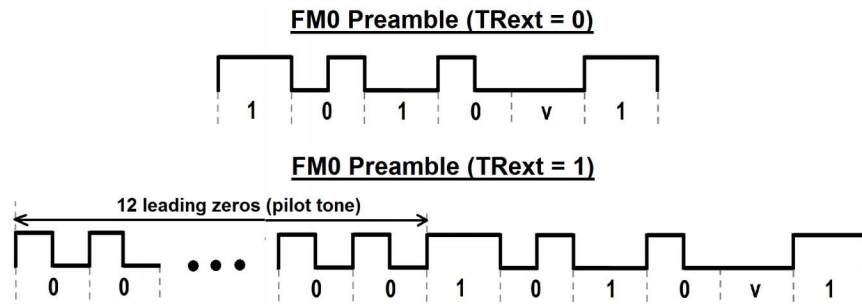 FM0 Preamble (TRext = 0)
1 0 1 0 v 1
FM0 Preamble (TRext = 1)
12 leading zeros (pilot tone)
0 0 ••• 0 0 1 0 1 0 v 1